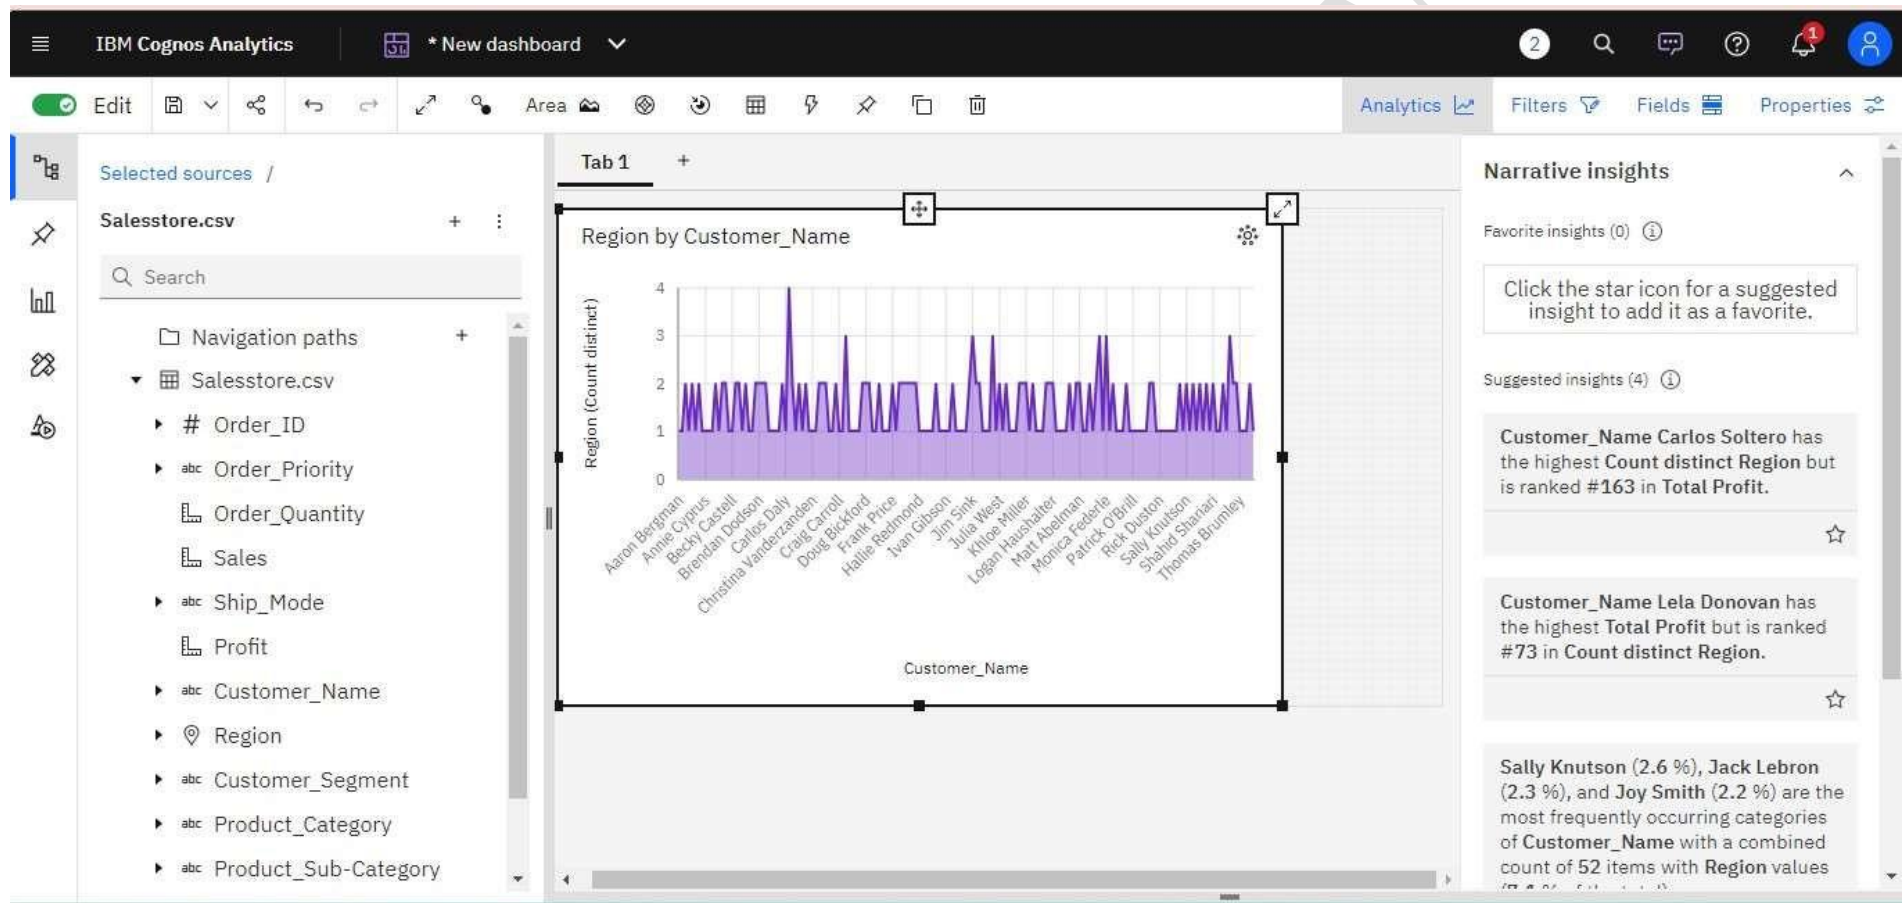 IBM Cognos Analytics
* New dashboard
2
1
Edit
Area
Analytics
Filters
Fields
Properties
Selected sources /
Salesstore.csv
Search
Navigation paths
Salesstore.csv
# Order_ID
abc Order_Priority
Order_Quantity
Sales
abc Ship_Mode
Profit
abc Customer_Name
Region
abc Customer_Segment
abc Product_Category
abc Product_Sub-Category
Tab 1
Region by Customer_Name
Region (Count distinct)
4
3
2
1
0
Aaron Bergman
Annie Cyprus
Becky Castell
Brendan Dodson
Carlos Daly
Christina Vanderzanden
Craig Carroll
Doug Bickford
Frank Price
Hallie Redmond
Ivan Gibson
Jim Sink
Julia West
Khloe Miller
Logan Haushalter
Matt Abelman
Monica Federle
Patrick O'Brill
Rick Duston
Sally Knutson
Shahid Shariari
Thomas Brumley
Customer_Name
Narrative insights
Favorite insights (0)
Click the star icon for a suggested
insight to add it as a favorite.
Suggested insights (4)
Customer_Name Carlos Soltero has
the highest Count distinct Region but
is ranked #163 in Total Profit.
Customer_Name Lela Donovan has
the highest Total Profit but is ranked
#73 in Count distinct Region.
Sally Knutson (2.6 %), Jack Lebron
(2.3 %), and Joy Smith (2.2 %) are the
most frequently occurring categories
of Customer_Name with a combined
count of 52 items with Region values